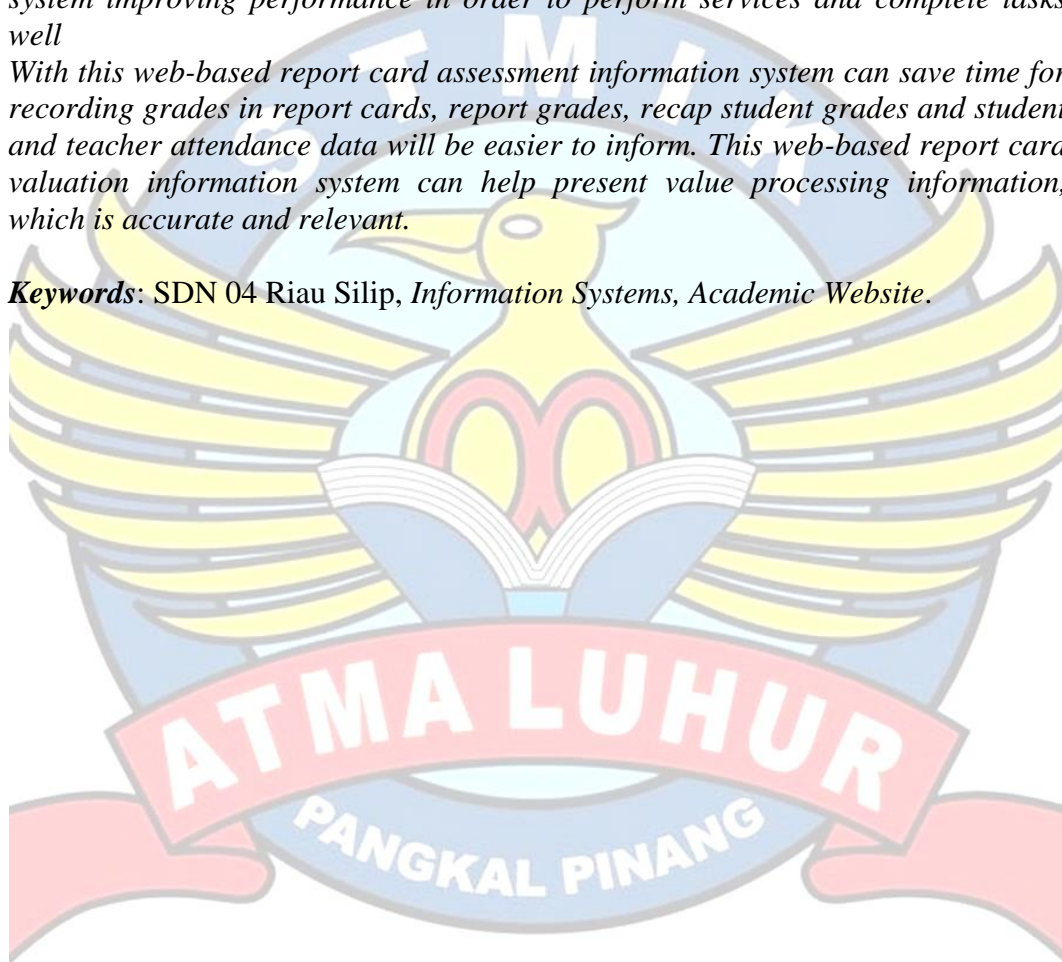 system improving performance in order to perform services and complete tasks
well
With this web-based report card assessment information system can save time for
recording grades in report cards, report grades, recap student grades and student
and teacher attendance data will be easier to inform. This web-based report card
valuation information system can help present value processing information,
which is accurate and relevant.
Keywords: SDN 04 Riau Silip, Information Systems, Academic Website.
STMIK
ATMA LUHUR
PANGKAL PINANG